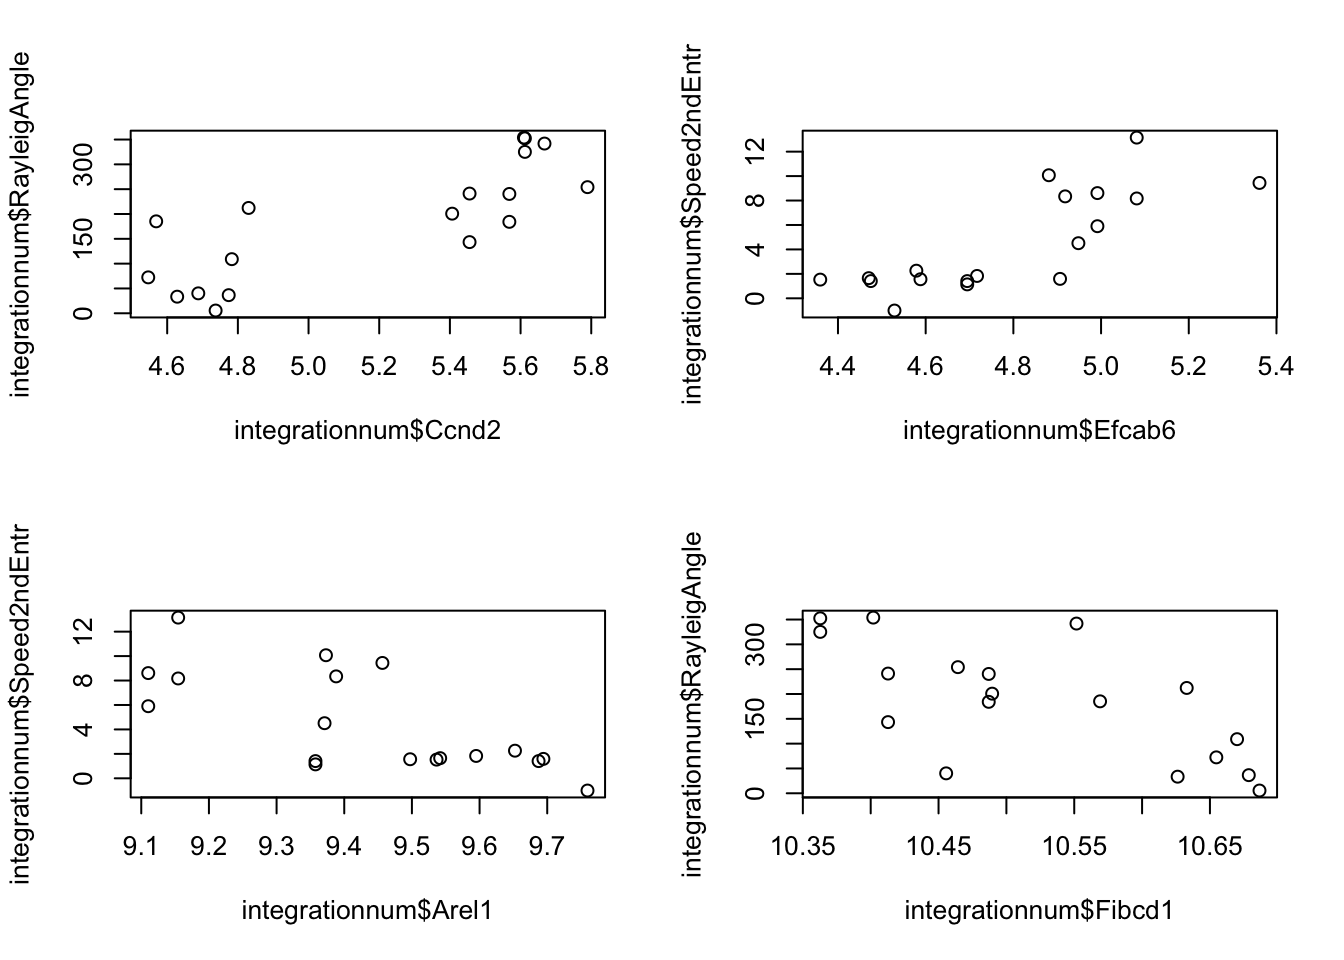 integrationnum$RayleigAngle
300
150
0
4.6 4.8 5.0 5.2 5.4 5.6 5.8
integrationnum$Ccnd2
integrationnum$Speed2ndEntr
12
8
4
0
4.4 4.6 4.8 5.0 5.2 5.4
integrationnum$Efcab6
integrationnum$Speed2ndEntr
12
8
4
0
9.1 9.2 9.3 9.4 9.5 9.6 9.7
integrationnum$Arel1
integrationnum$RayleigAngle
300
150
0
10.35 10.45 10.55 10.65
integrationnum$Fibcd1